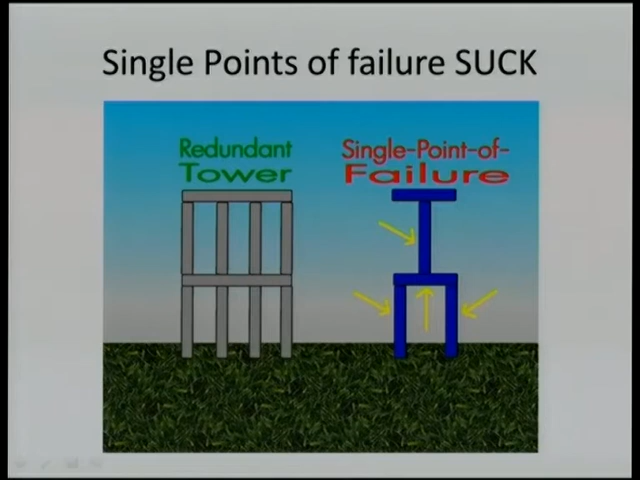 Single Points of failure SUCK
Redundant
Tower
Single-Point-of-
Failure